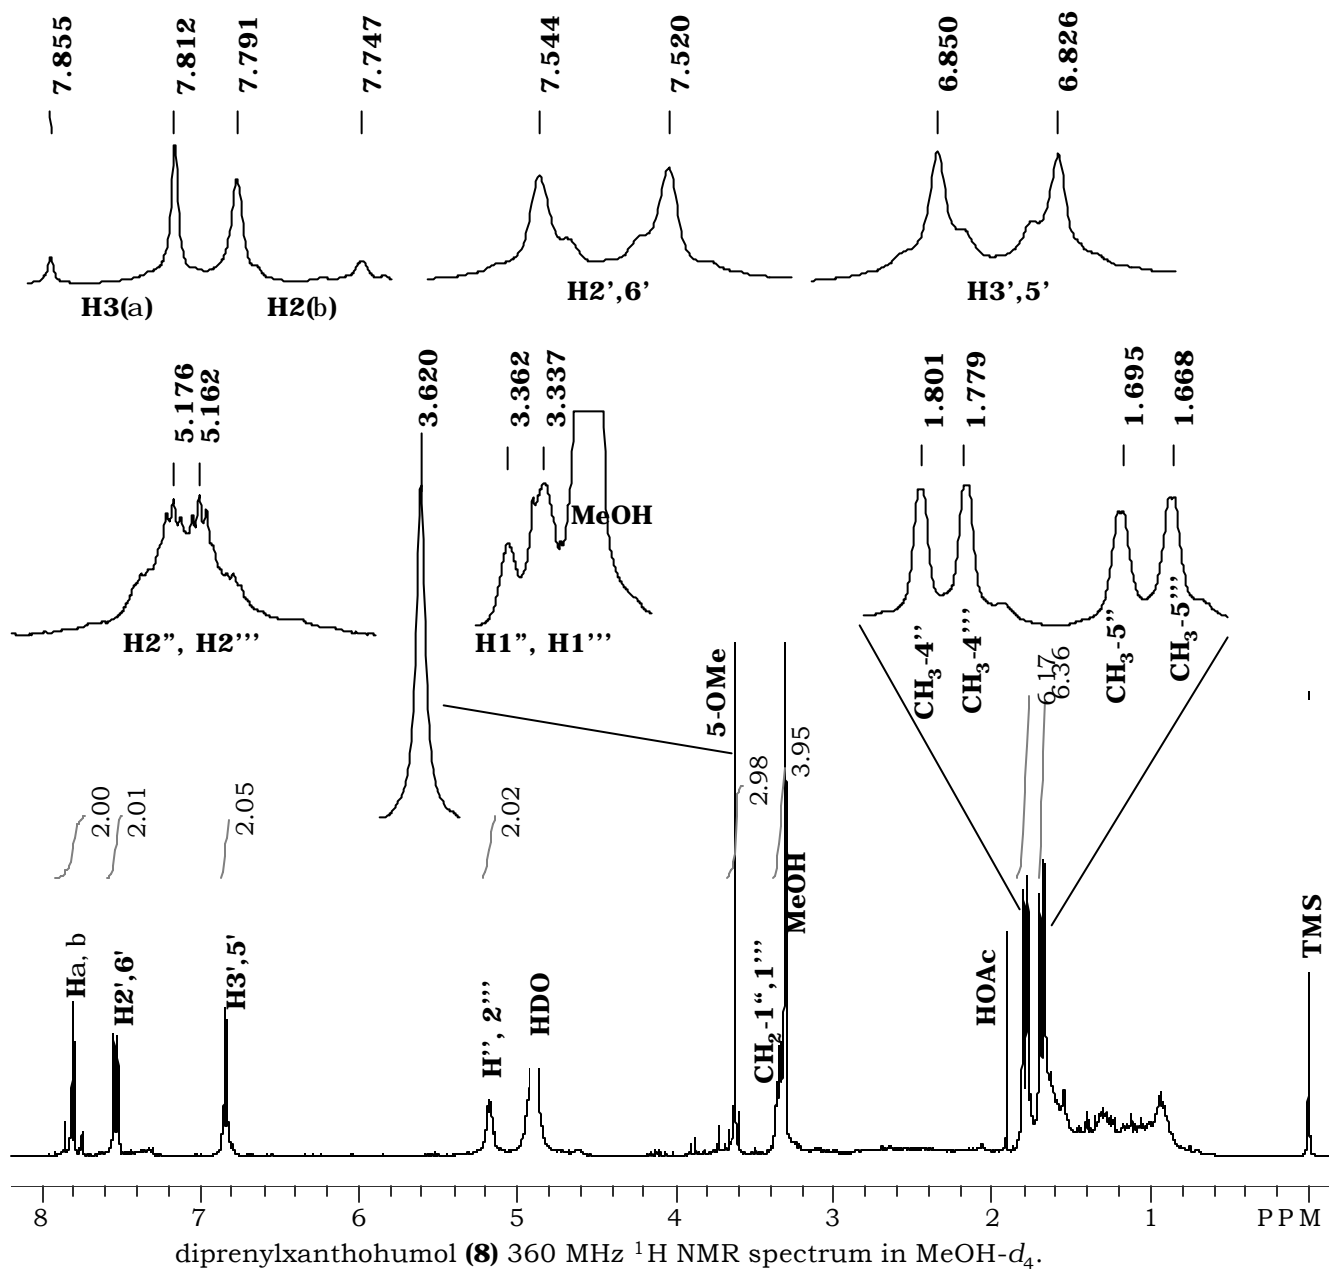 7.855 7.812 7.791 7.747 7.544 7.520 6.850 6.826
H3(a) H2(b) H2',6' H3',5'
5.176 5.162 3.620 3.362 3.337 1.801 1.779 1.695 1.668
MeOH
H2”, H2’’’ H1”, H1’’’
CH₃-4’’ CH₃-4’’’ CH₃-5” CH₃-5’’’
5-OMe
6.17 6.36
2.00 2.01 2.05 2.02 2.98 3.95
MeOH
Ha, b H2',6' H3',5' H’’, 2’’’ HDO CH₂-1“,1’’’ HOAc TMS
8 7 6 5 4 3 2 1 PPM
diprenylxanthohumol (8) 360 MHz ¹H NMR spectrum in MeOH-d₄.